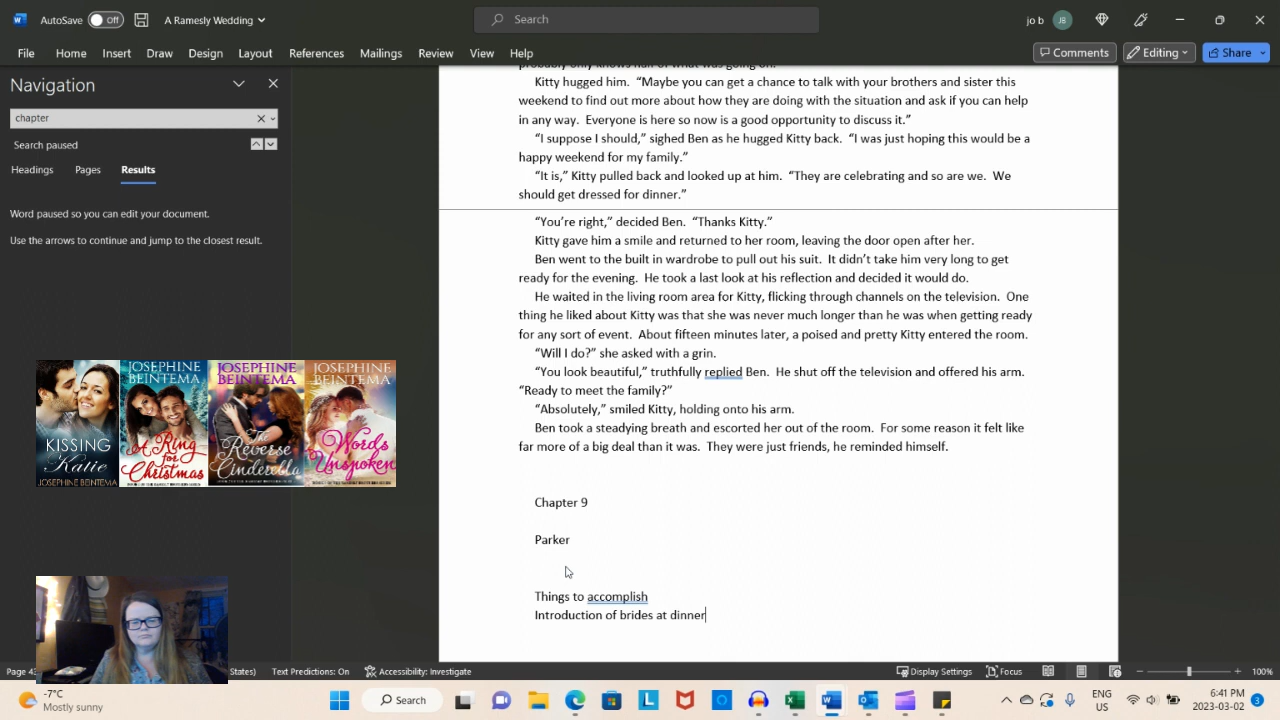 AutoSave Off A Ramesly Wedding Search jo b JB
File Home Insert Draw Design Layout References Mailings Review View Help Comments Editing Share
Navigation
chapter
Search paused
Headings Pages Results
Word paused so you can edit your document.
Use the arrows to continue and jump to the closest result.
probably only knows half of what was going on.
Kitty hugged him.  “Maybe you can get a chance to talk with your brothers and sister this
weekend to find out more about how they are doing with the situation and ask if you can help
in any way.  Everyone is here so now is a good opportunity to discuss it.”
“I suppose I should,” sighed Ben as he hugged Kitty back.  “I was just hoping this would be a
happy weekend for my family.”
“It is,” Kitty pulled back and looked up at him.  “They are celebrating and so are we.  We
should get dressed for dinner.”
“You’re right,” decided Ben.  “Thanks Kitty.”
Kitty gave him a smile and returned to her room, leaving the door open after her.
Ben went to the built in wardrobe to pull out his suit.  It didn’t take him very long to get
ready for the evening.  He took a last look at his reflection and decided it would do.
He waited in the living room area for Kitty, flicking through channels on the television.  One
thing he liked about Kitty was that she was never much longer than he was when getting ready
for any sort of event.  About fifteen minutes later, a poised and pretty Kitty entered the room.
“Will I do?” she asked with a grin.
“You look beautiful,” truthfully replied Ben.  He shut off the television and offered his arm.
“Ready to meet the family?”
“Absolutely,” smiled Kitty, holding onto his arm.
Ben took a steadying breath and escorted her out of the room.  For some reason it felt like
far more of a big deal than it was.  They were just friends, he reminded himself.
Chapter 9
Parker
Things to accomplish
Introduction of brides at dinner
KISSING
Katie
JOSEPHINE BEINTEMA
JOSEPHINE
BEINTEMA
A Ring
for
Christmas
JOSEPHINE
BEINTEMA
The
Reverse
Cinderella
JOSEPHINE
BEINTEMA
Words
Unspoken
Page 4 States) Text Predictions: On Accessibility: Investigate Display Settings Focus 100%
-7°C
Mostly sunny
Search
ENG
US
6:41 PM
2023-03-02
3